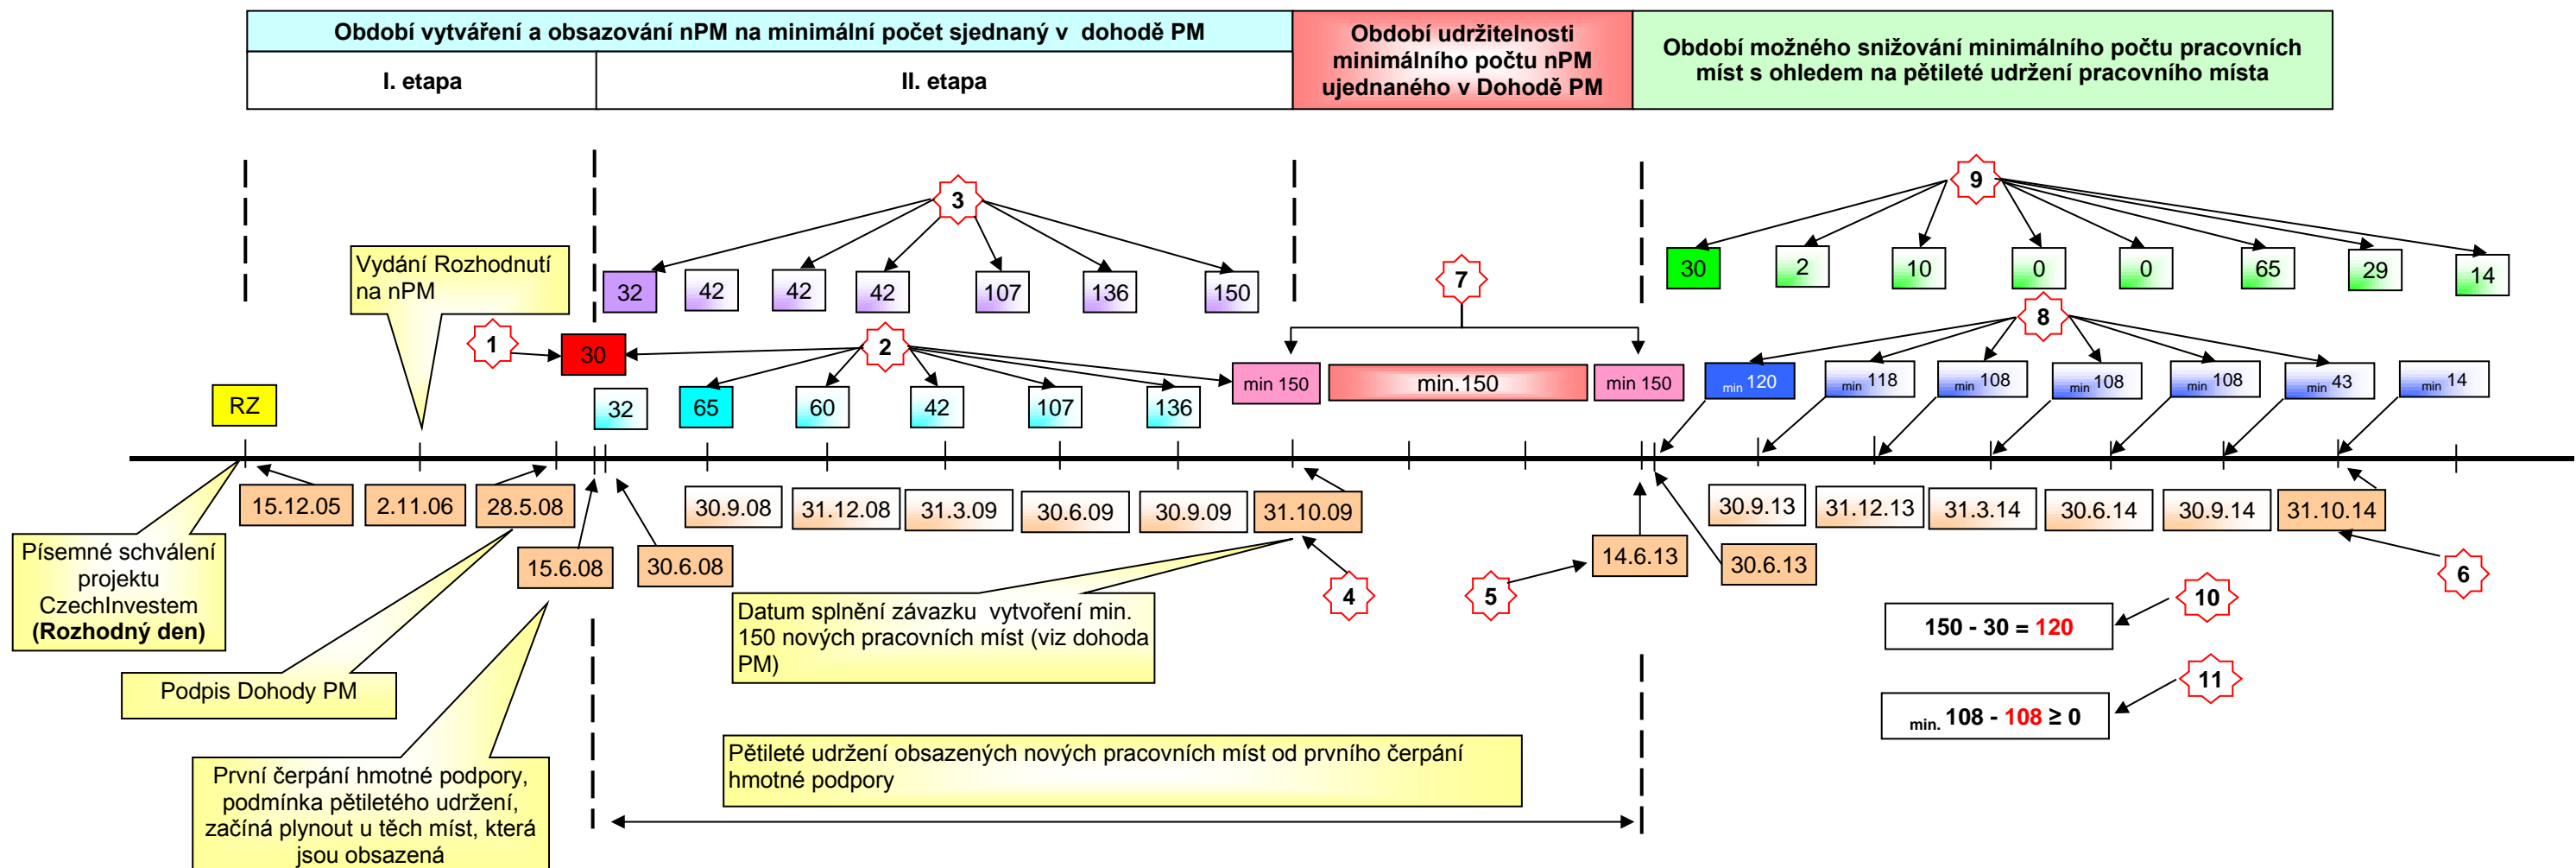 Období vytváření a obsazování nPM na minimální počet sjednaný v dohodě PM
I. etapa
II. etapa
Období udržitelnosti
minimálního počtu nPM
ujednaného v Dohodě PM
Období možného snižování minimálního počtu pracovních
míst s ohledem na pětileté udržení pracovního místa
3
9
Vydání Rozhodnutí
na nPM
32
42
42
42
107
136
150
7
30
2
10
0
0
65
29
14
1
30
2
8
RZ
32
65
60
42
107
136
min 150
min.150
min 150
min 120
min 118
min 108
min 108
min 108
min 43
min 14
15.12.05
2.11.06
28.5.08
30.9.08
31.12.08
31.3.09
30.6.09
30.9.09
31.10.09
30.9.13
31.12.13
31.3.14
30.6.14
30.9.14
31.10.14
15.6.08
30.6.08
14.6.13
30.6.13
Písemné schválení
projektu
CzechInvestem
(Rozhodný den)
4
5
6
Datum splnění závazku vytvoření min.
150 nových pracovních míst (viz dohoda
PM)
10
150 - 30 = 120
Podpis Dohody PM
11
min. 108 - 108 ≥ 0
První čerpání hmotné podpory,
podmínka pětiletého udržení,
začíná plynout u těch míst, která
jsou obsazená
Pětileté udržení obsazených nových pracovních míst od prvního čerpání
hmotné podpory